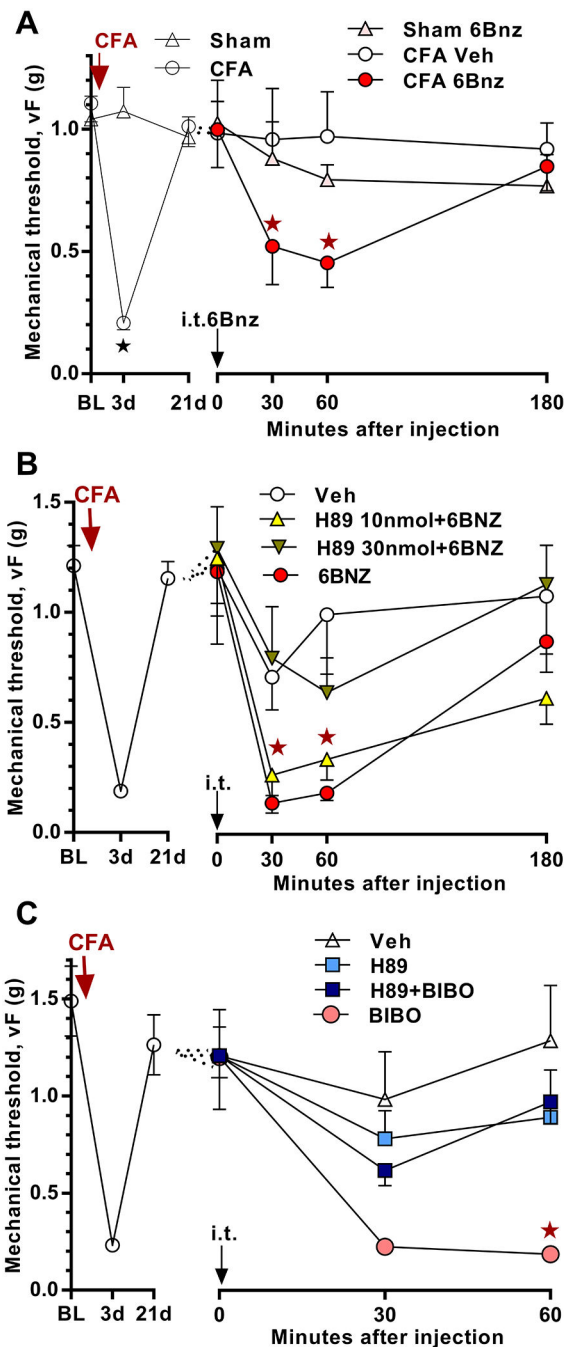 A
CFA
Sham
CFA
Sham 6Bnz
CFA Veh
CFA 6Bnz
Mechanical threshold, vF (g)
1.0
0.5
0.0
i.t.6Bnz
BL 3d 21d 0 30 60 180
Minutes after injection
B
CFA
Veh
H89 10nmol+6BNZ
H89 30nmol+6BNZ
6BNZ
Mechanical threshold, vF (g)
1.5
1.0
0.5
0.0
i.t.
BL 3d 21d 0 30 60 180
Minutes after injection
C
CFA
Veh
H89
H89+BIBO
BIBO
Mechanical threshold, vF (g)
1.5
1.0
0.5
0.0
i.t.
BL 3d 21d 0 30 60
Minutes after injection